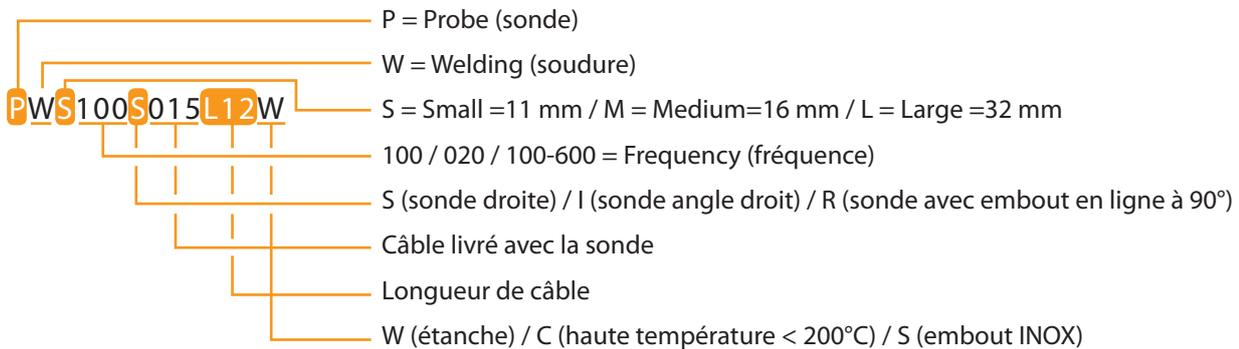 P = Probe (sonde)
W = Welding (soudure)
PWS100S015L12W
S = Small =11 mm / M = Medium=16 mm / L = Large =32 mm
100 / 020 / 100-600 = Frequency (fréquence)
S (sonde droite) / I (sonde angle droit) / R (sonde avec embout en ligne à 90°)
Câble livré avec la sonde
Longueur de câble
W (étanche) / C (haute température < 200°C) / S (embout INOX)